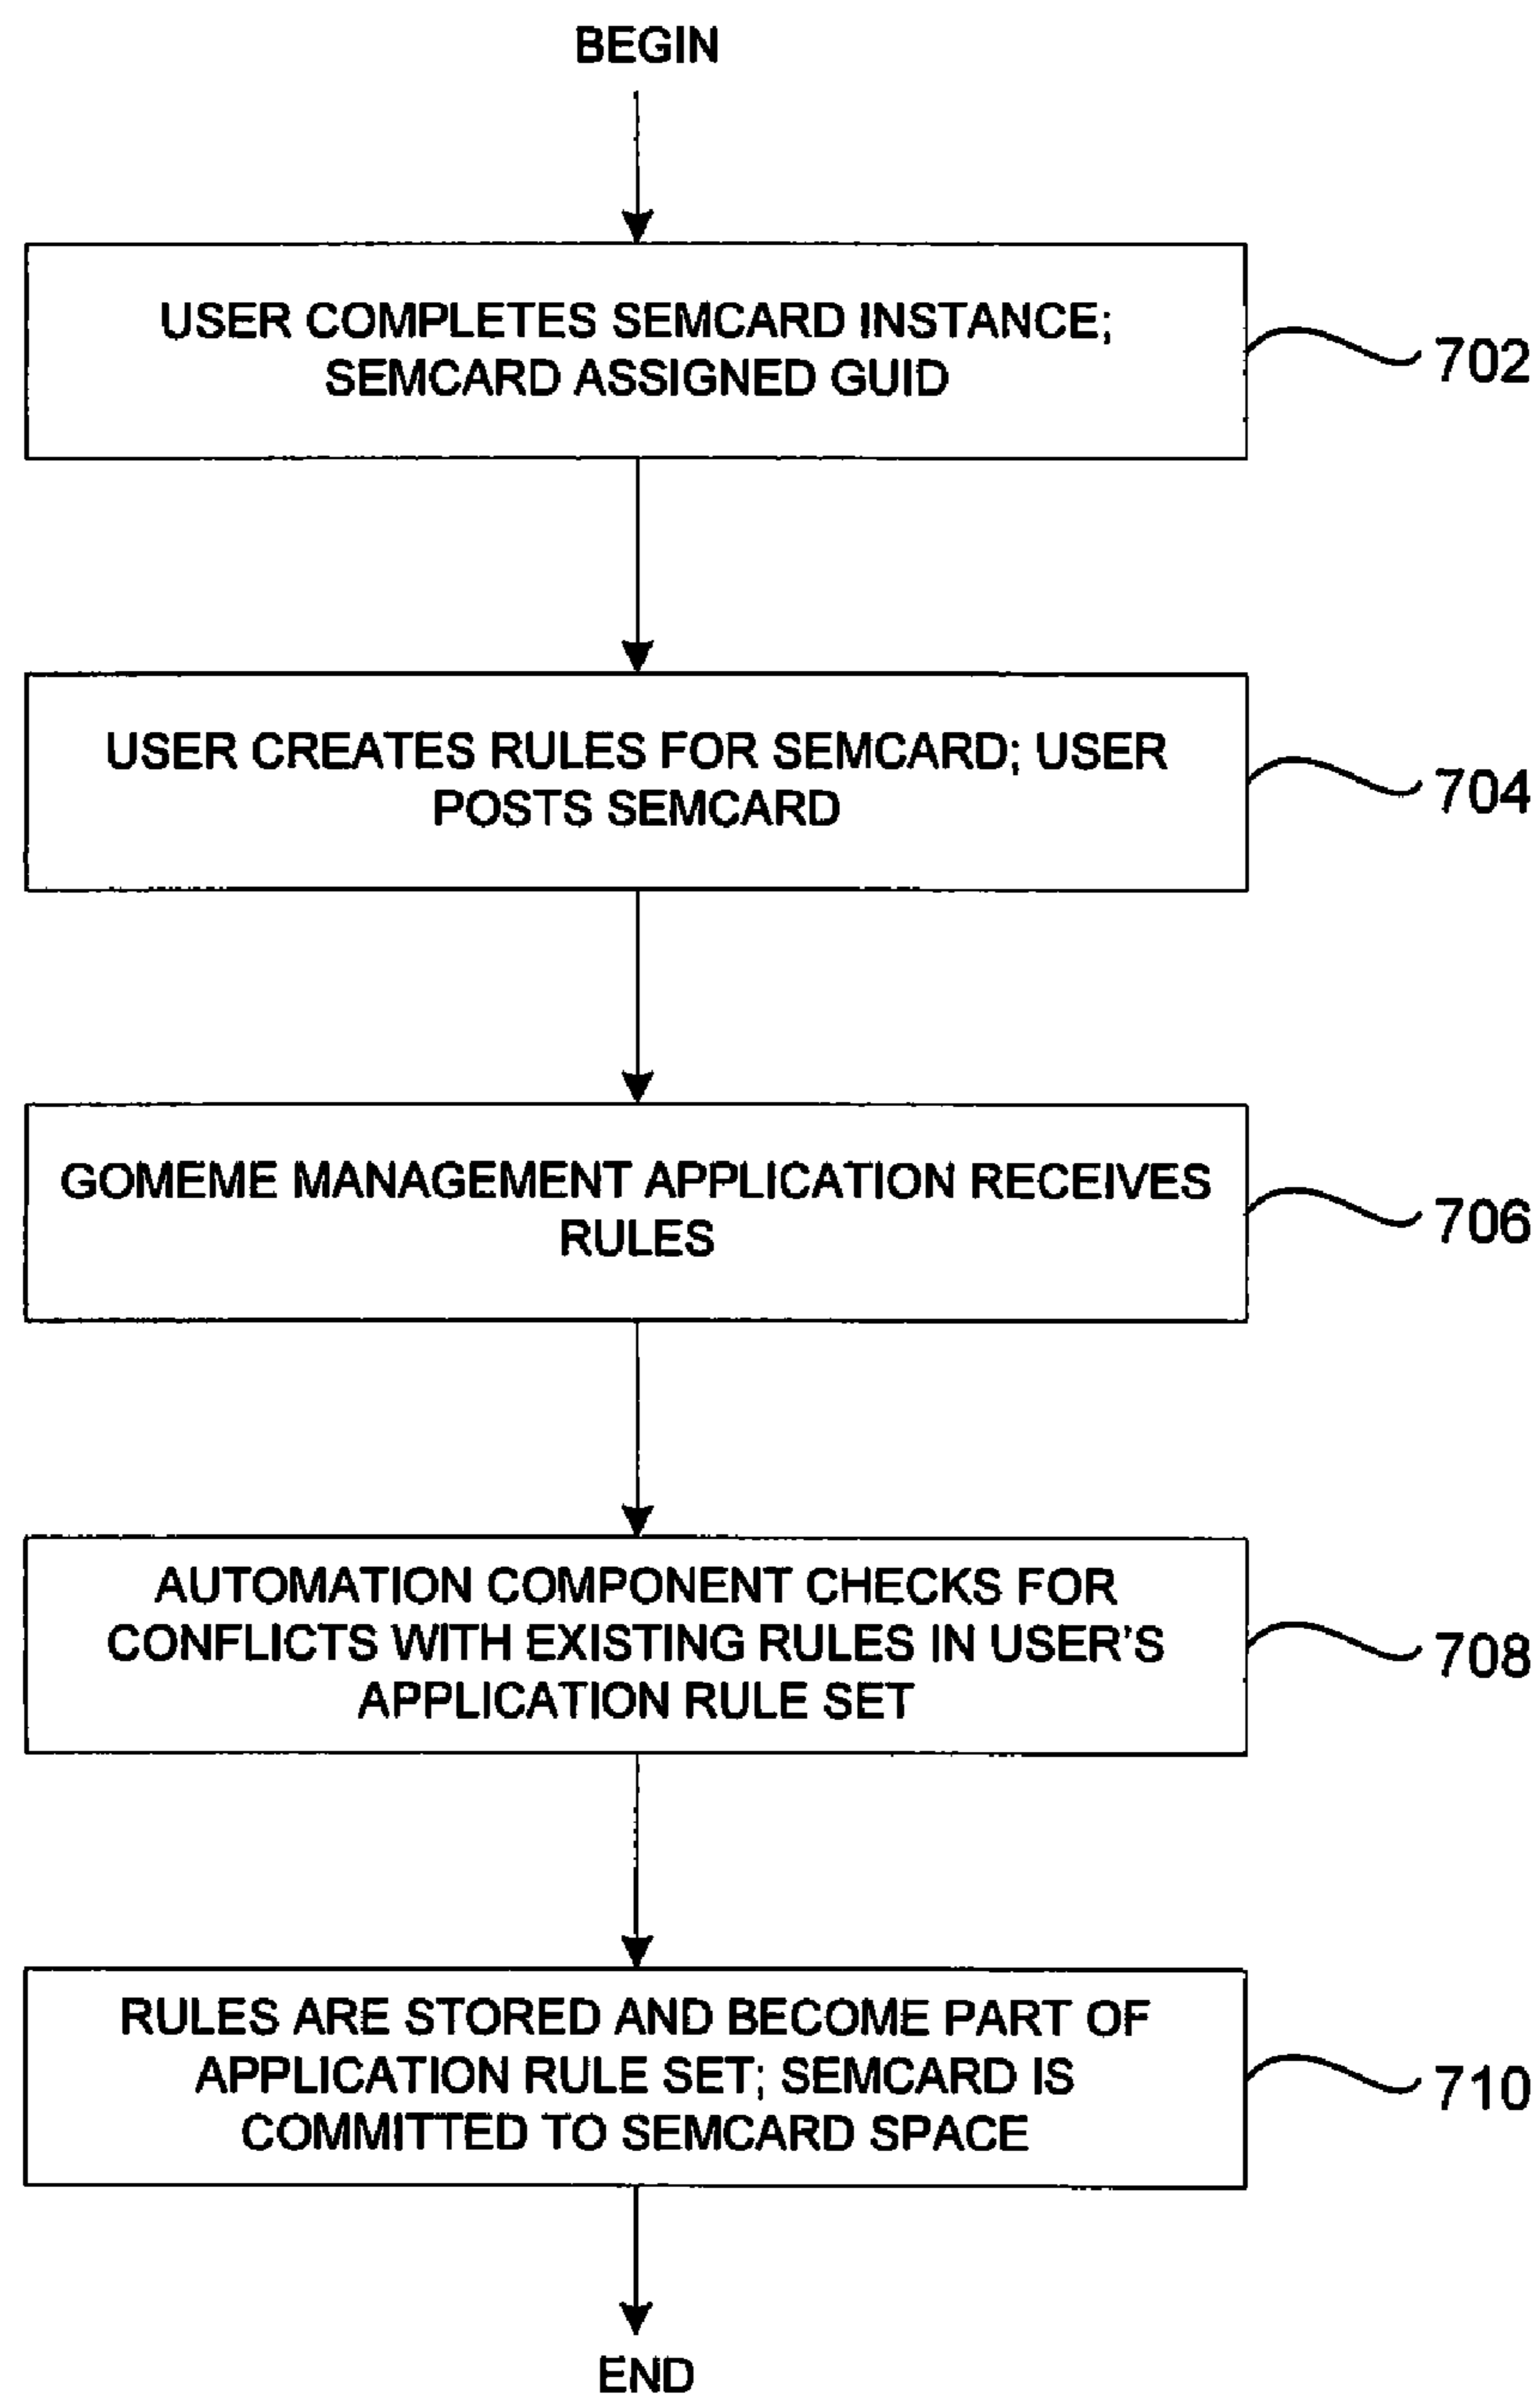 BEGIN
USER COMPLETES SEMCARD INSTANCE;
SEMCARD ASSIGNED GUID
702
USER CREATES RULES FOR SEMCARD; USER
POSTS SEMCARD
704
GOMEME MANAGEMENT APPLICATION RECEIVES
RULES
706
AUTOMATION COMPONENT CHECKS FOR
CONFLICTS WITH EXISTING RULES IN USER'S
APPLICATION RULE SET
708
RULES ARE STORED AND BECOME PART OF
APPLICATION RULE SET; SEMCARD IS
COMMITTED TO SEMCARD SPACE
710
END